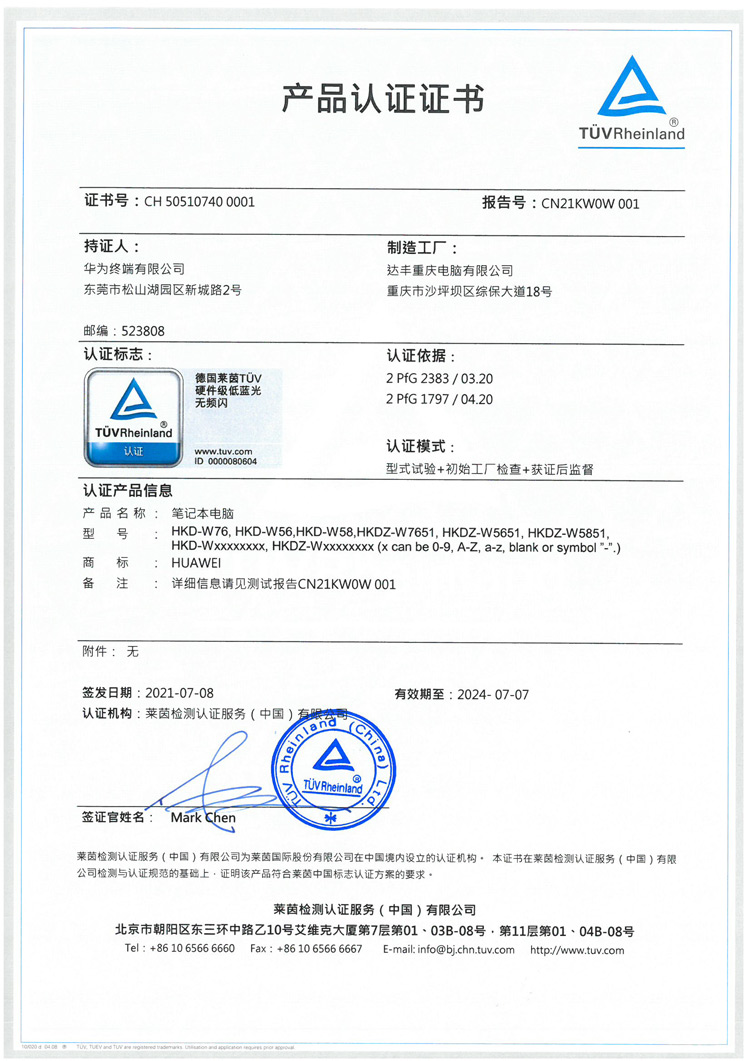 产品认证证书
TÜVRheinland®
证书号：CH 50510740 0001
报告号：CN21KW0W 001
持证人：
华为终端有限公司
东莞市松山湖园区新城路2号
邮编：523808
制造工厂：
达丰重庆电脑有限公司
重庆市沙坪坝区综保大道18号
认证标志：
TÜVRheinland®
认证
德国莱茵TÜV
硬件级低蓝光
无频闪
www.tuv.com
ID 0000080604
认证依据：
2 PfG 2383 / 03.20
2 PfG 1797 / 04.20
认证模式：
型式试验+初始工厂检查+获证后监督
认证产品信息
产品名称：笔记本电脑
型号：HKD-W76, HKD-W56,HKD-W58,HKDZ-W7651, HKDZ-W5651, HKDZ-W5851,
HKD-Wxxxxxxxx, HKDZ-Wxxxxxxxx (x can be 0-9, A-Z, a-z, blank or symbol "-".)
商标：HUAWEI
备注：详细信息请见测试报告CN21KW0W 001
附件： 无
签发日期：2021-07-08
有效期至：2024- 07-07
认证机构：莱茵检测认证服务（中国）有限公司
TÜV Rheinland (China) Ltd.
TÜVRheinland®
签证官姓名： Mark Chen
莱茵检测认证服务（中国）有限公司为莱茵国际股份有限公司在中国境内设立的认证机构。 本证书在莱茵检测认证服务（中国）有限
公司检测与认证规范的基础上，证明该产品符合莱茵中国标志认证方案的要求。
莱茵检测认证服务（中国）有限公司
北京市朝阳区东三环中路乙10号艾维克大厦第7层第01、03B-08号，第11层第01、04B-08号
Tel：+86 10 6566 6660 Fax：+86 10 6566 6667 E-mail: info@bj.chn.tuv.com http://www.tuv.com
10/020 d 04.08 ® TÜV, TUEV and TUV are registered trademarks. Utilisation and application requires prior approval.